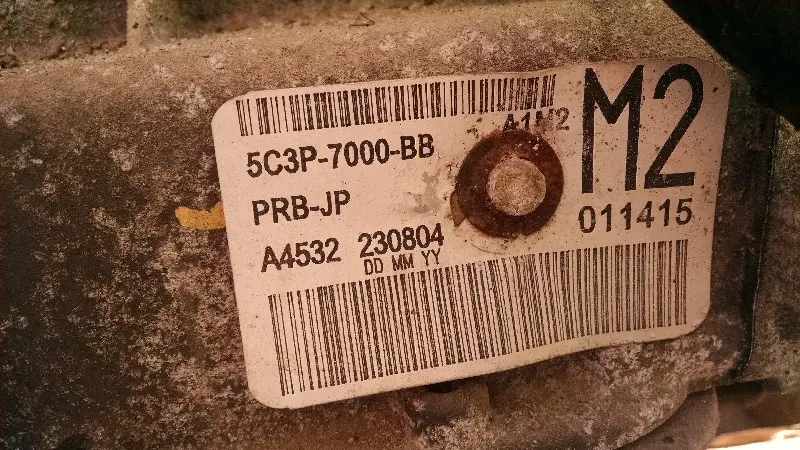 A1M2
M2
5C3P-7000-BB
PRB-JP
011415
A4532 230804
DD MM YY